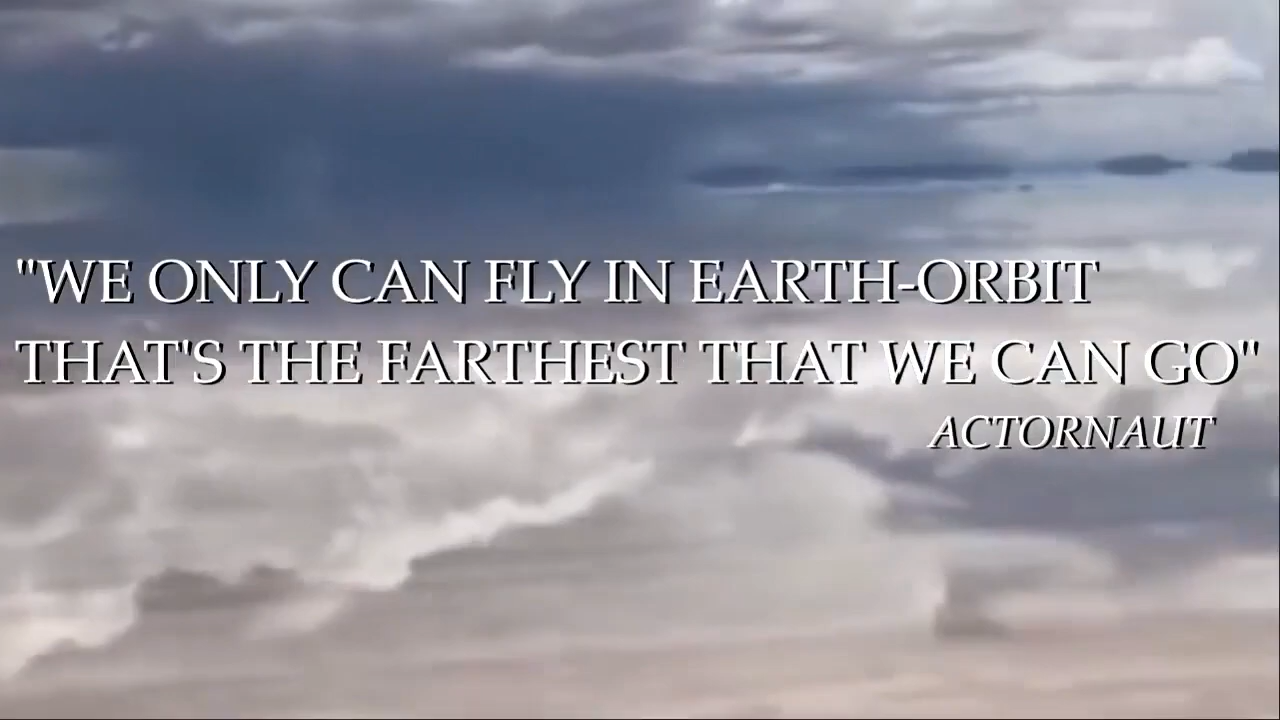 "WE ONLY CAN FLY IN EARTH-ORBIT
THAT'S THE FARTHEST THAT WE CAN GO"
ACTORNAUT